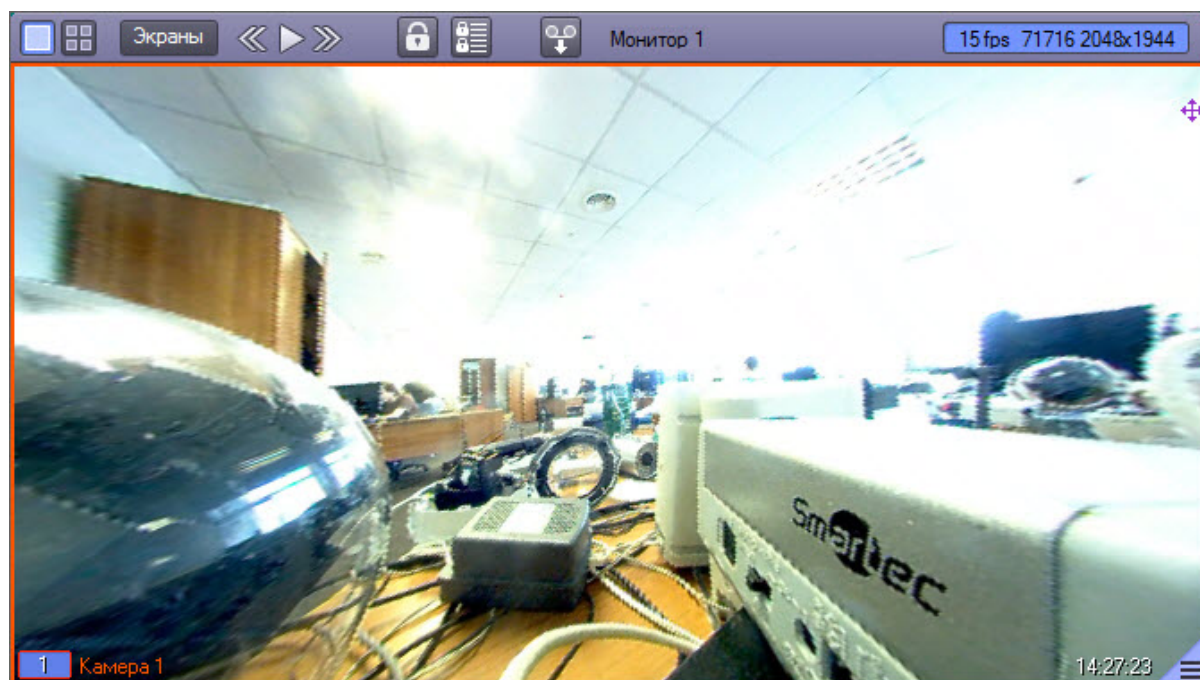 Экраны
Монитор 1
15 fps 71716 2048x1944
smartec
1 Камера 1
14:27:23